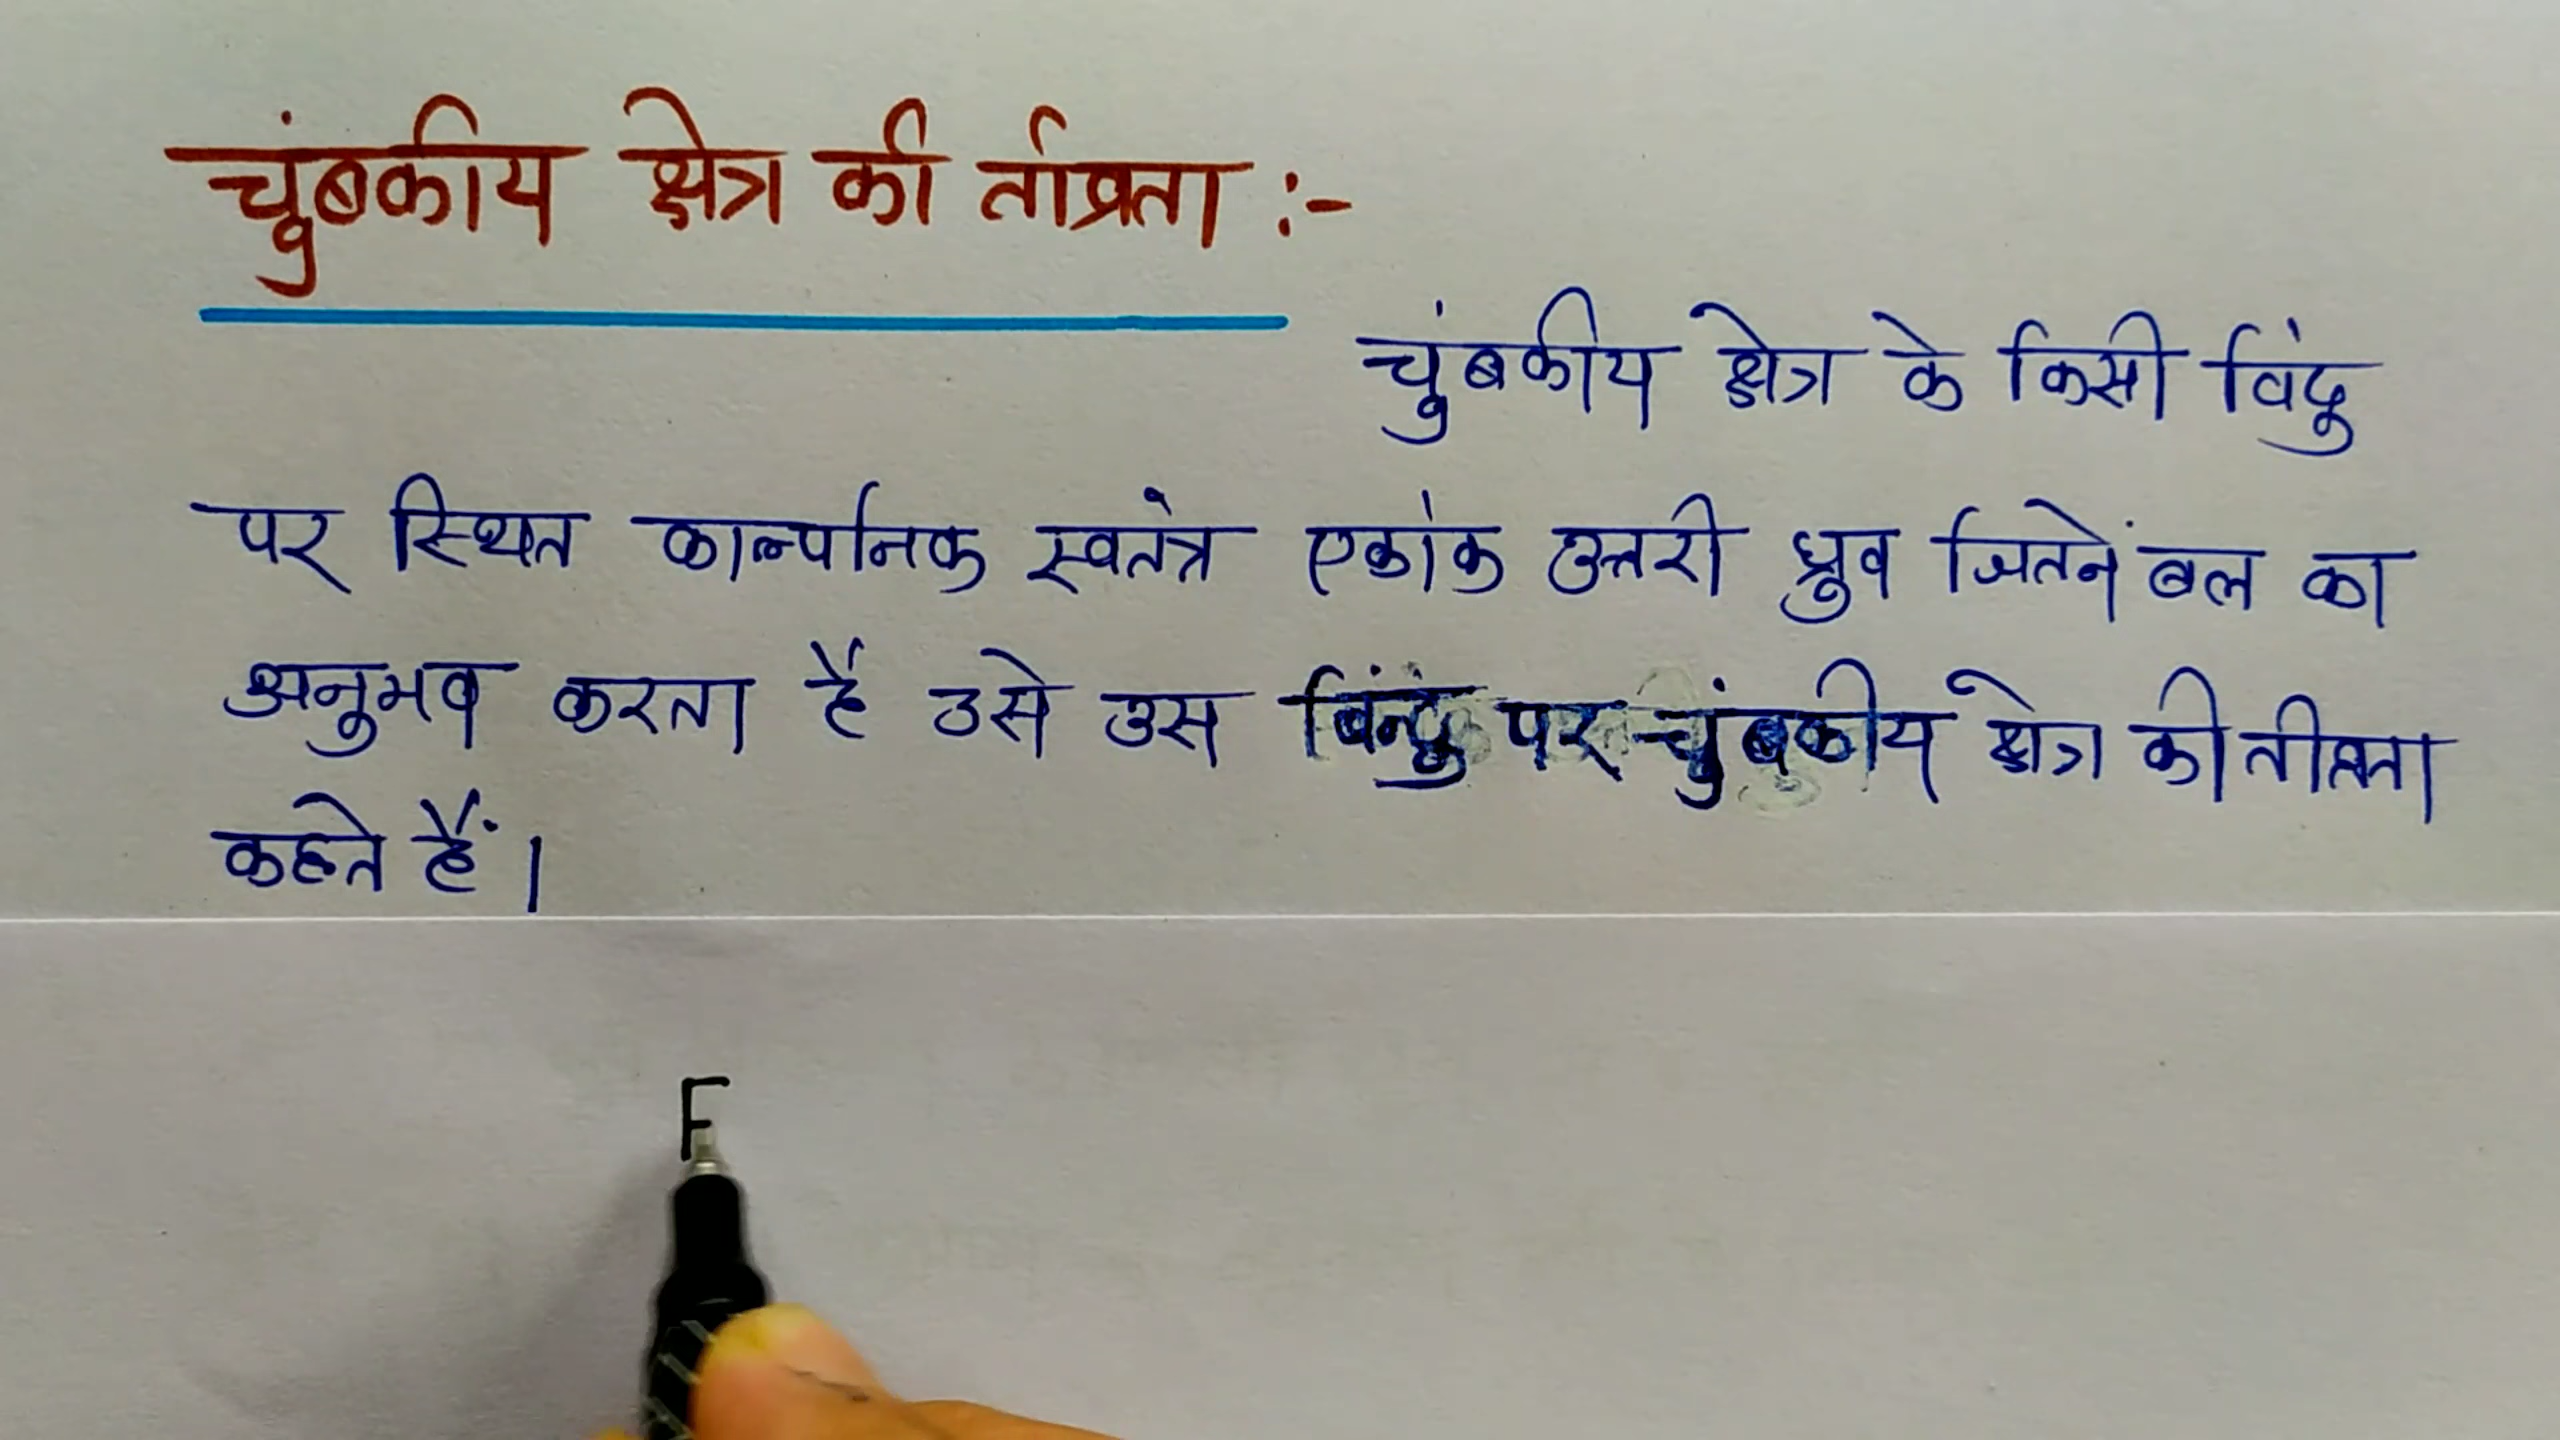 चुंबकीय क्षेत्र की तीव्रता :-
चुंबकीय क्षेत्र के किसी विंदु
पर स्थित काल्पनिक स्वतंत्र एकांक उत्तरी ध्रुव जितनें बल का
अनुभव करता है उसे उस बिंन्दुं पर चुंबकीय क्षेत्र की तीव्रता
कहते हैं।
F